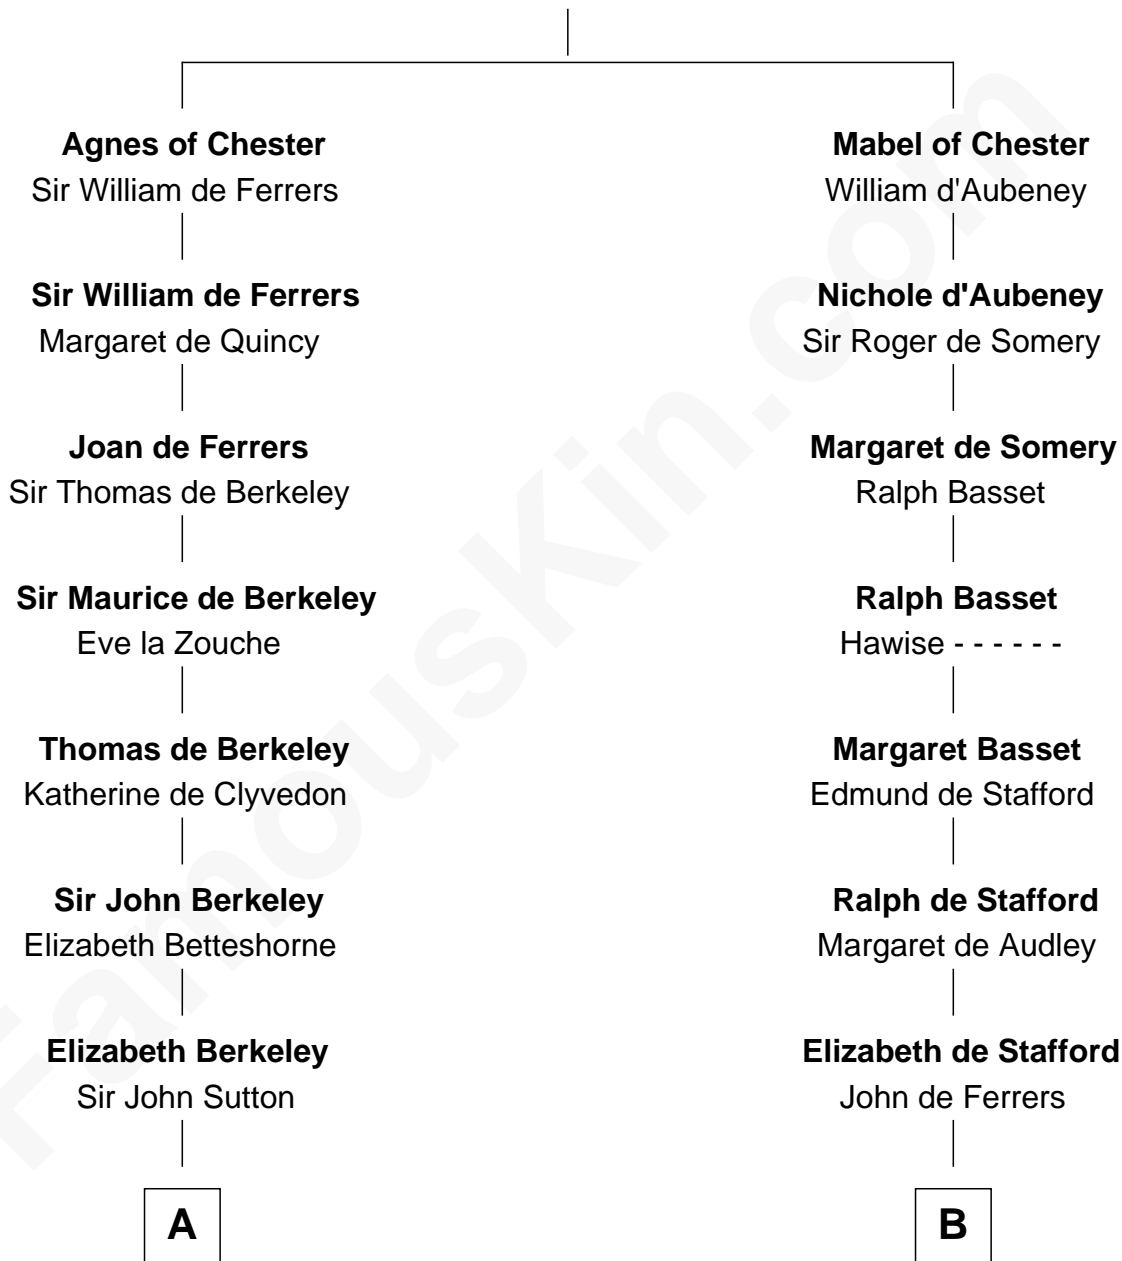 Agnes of Chester
Sir William de Ferrers
Sir William de Ferrers
Margaret de Quincy
Joan de Ferrers
Sir Thomas de Berkeley
Sir Maurice de Berkeley
Eve la Zouche
Thomas de Berkeley
Katherine de Clyvedon
Sir John Berkeley
Elizabeth Betteshorne
Elizabeth Berkeley
Sir John Sutton
A
Mabel of Chester
William d'Aubeney
Nichole d'Aubeney
Sir Roger de Somery
Margaret de Somery
Ralph Basset
Ralph Basset
Hawise - - - - - -
Margaret Basset
Edmund de Stafford
Ralph de Stafford
Margaret de Audley
Elizabeth de Stafford
John de Ferrers
B
FamousKin.com